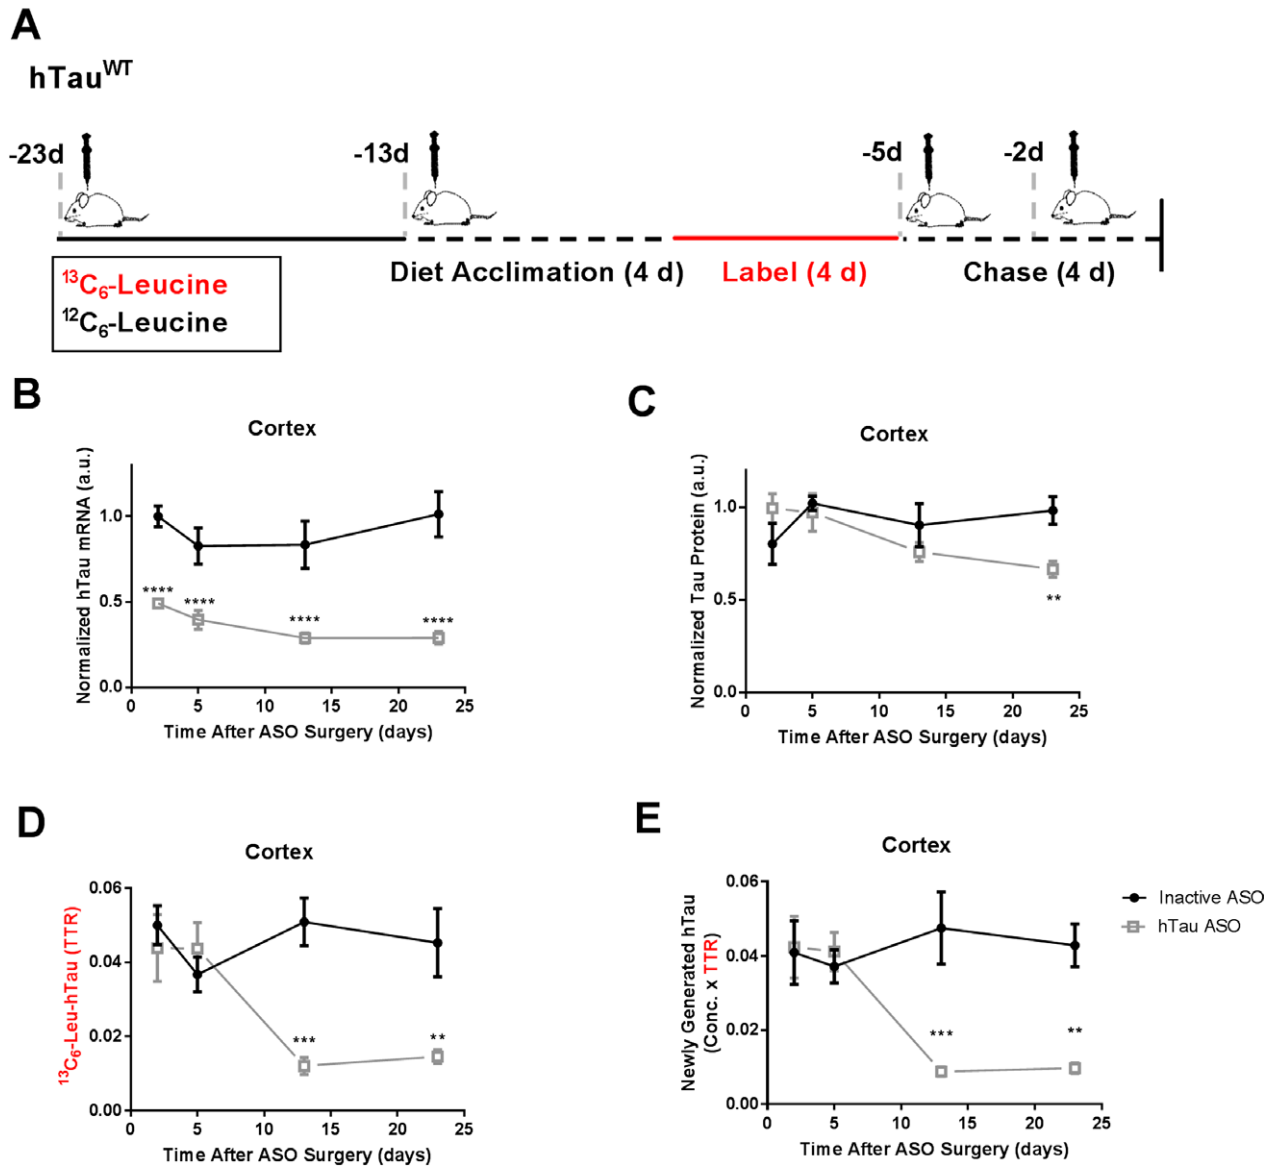 A
hTau^WT
-23d
-13d
-5d
-2d
¹³C₆-Leucine
¹²C₆-Leucine
Diet Acclimation (4 d)
Label (4 d)
Chase (4 d)
B
Cortex
Normalized hTau mRNA (a.u.)
1.0
0.5
0.0
****
****
****
****
0 5 10 15 20 25
Time After ASO Surgery (days)
C
Cortex
Normalized Tau Protein (a.u.)
1.0
0.5
0.0
**
0 5 10 15 20 25
Time After ASO Surgery (days)
D
Cortex
¹³C₆-Leu-hTau (TTR)
0.06
0.04
0.02
0.00
***
**
0 5 10 15 20 25
Time After ASO Surgery (days)
E
Cortex
Newly Generated hTau
(Conc. x TTR)
0.06
0.04
0.02
0.00
***
**
0 5 10 15 20 25
Time After ASO Surgery (days)
Inactive ASO
hTau ASO